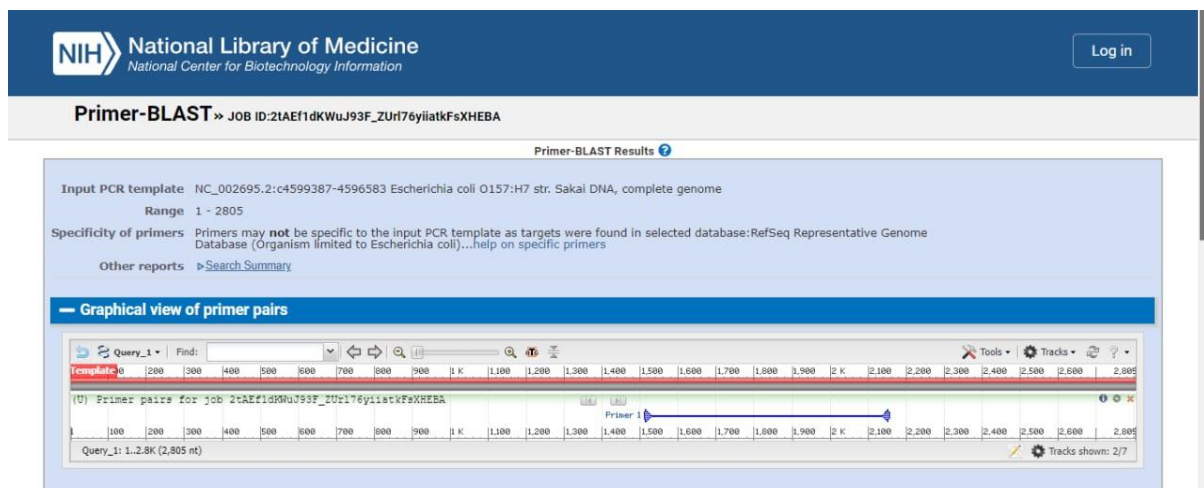 NIH National Library of Medicine
National Center for Biotechnology Information
Log in
Primer-BLAST » JOB ID:2tAEf1dKWuJ93F_ZUrl76yiiatkFsXHEBA
Primer-BLAST Results
Input PCR template NC_002695.2:c4599387-4596583 Escherichia coli O157:H7 str. Sakai DNA, complete genome
Range 1 - 2805
Specificity of primers Primers may not be specific to the input PCR template as targets were found in selected database:RefSeq Representative Genome
Database (Organism limited to Escherichia coli)...help on specific primers
Other reports Search Summary
Graphical view of primer pairs
Query_1 Find: Tools Tracks ?
Template 0 200 300 400 500 600 700 800 900 1 K 1,100 1,200 1,300 1,400 1,500 1,600 1,700 1,800 1,900 2 K 2,100 2,200 2,300 2,400 2,500 2,600 2,805
(U) Primer pairs for job 2tAEf1dKWuJ93F_ZUrl76yiiatkFsXHEBA
Primer 1
1 100 200 300 400 500 600 700 800 900 1 K 1,100 1,200 1,300 1,400 1,500 1,600 1,700 1,800 1,900 2 K 2,100 2,200 2,300 2,400 2,500 2,600 2,805
Query_1: 1..2.8K (2,805 nt) Tracks shown: 2/7